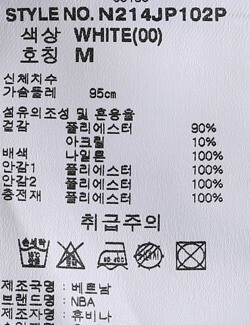 STYLE NO. N214JP102P
색상 WHITE(00)
호칭 M
신체치수
가슴둘레 95cm
섬유의조성 및 혼용율
겉감 폴리에스터 90%
아크릴 10%
배색 나일론 100%
안감1 폴리에스터 100%
안감2 폴리에스터 100%
충전재 폴리에스터 100%
취급주의
손세탁
제조국명 : 베트남
브랜드명 : NBA
제조자명 : 휴비나